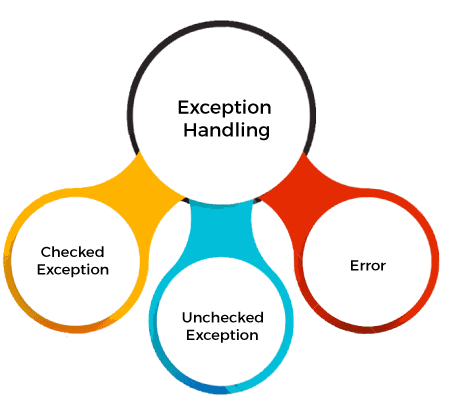 Exception
Handling
Checked
Exception
Unchecked
Exception
Error